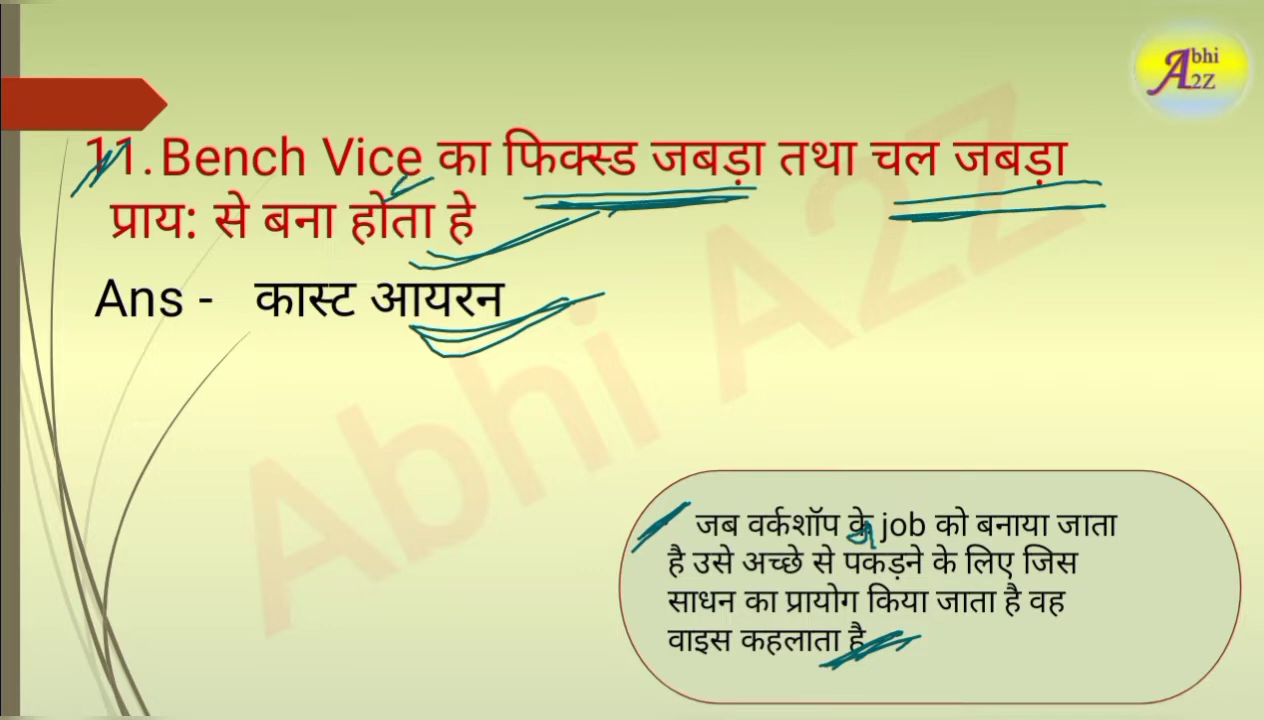 Abhi
A2Z
11. Bench Vice का फिक्स्ड जबड़ा तथा चल जबड़ा
प्राय: से बना होता हे
Ans - कास्ट आयरन
Abhi A2Z
जब वर्कशॉप के job को बनाया जाता
है उसे अच्छे से पकड़ने के लिए जिस
साधन का प्रायोग किया जाता है वह
वाइस कहलाता है